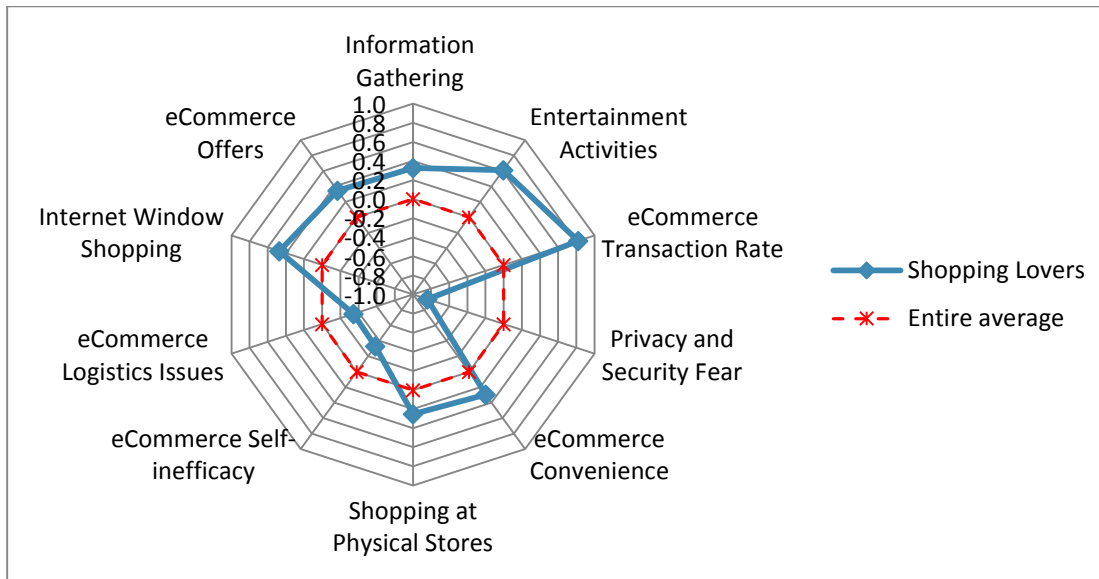 Information
Gathering
Entertainment
Activities
eCommerce
Transaction Rate
Privacy and
Security Fear
eCommerce
Convenience
Shopping at
Physical Stores
eCommerce Self-
inefficacy
eCommerce
Logistics Issues
Internet Window
Shopping
eCommerce
Offers
1.0
0.8
0.6
0.4
0.2
0.0
-0.2
-0.4
-0.6
-0.8
-1.0
Shopping Lovers
Entire average